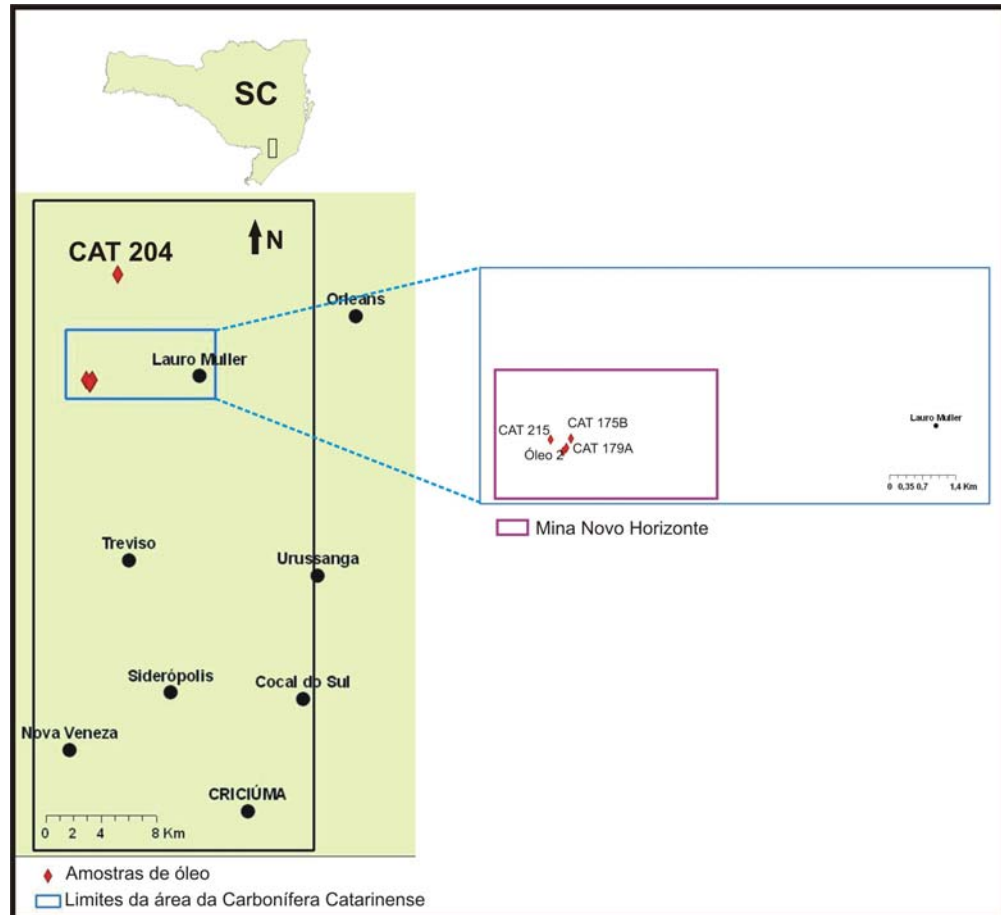 SC
N
CAT 204
Orleans
Lauro Muller
Treviso
Urussanga
Siderópolis
Cocal do Sul
Nova Veneza
CRICIÚMA
0 2 4 8 Km
CAT 215
CAT 175B
CAT 179A
Óleo 2
Lauro Muller
0 0,35 0,7 1,4 Km
Mina Novo Horizonte
Amostras de óleo
Limites da área da Carbonífera Catarinense